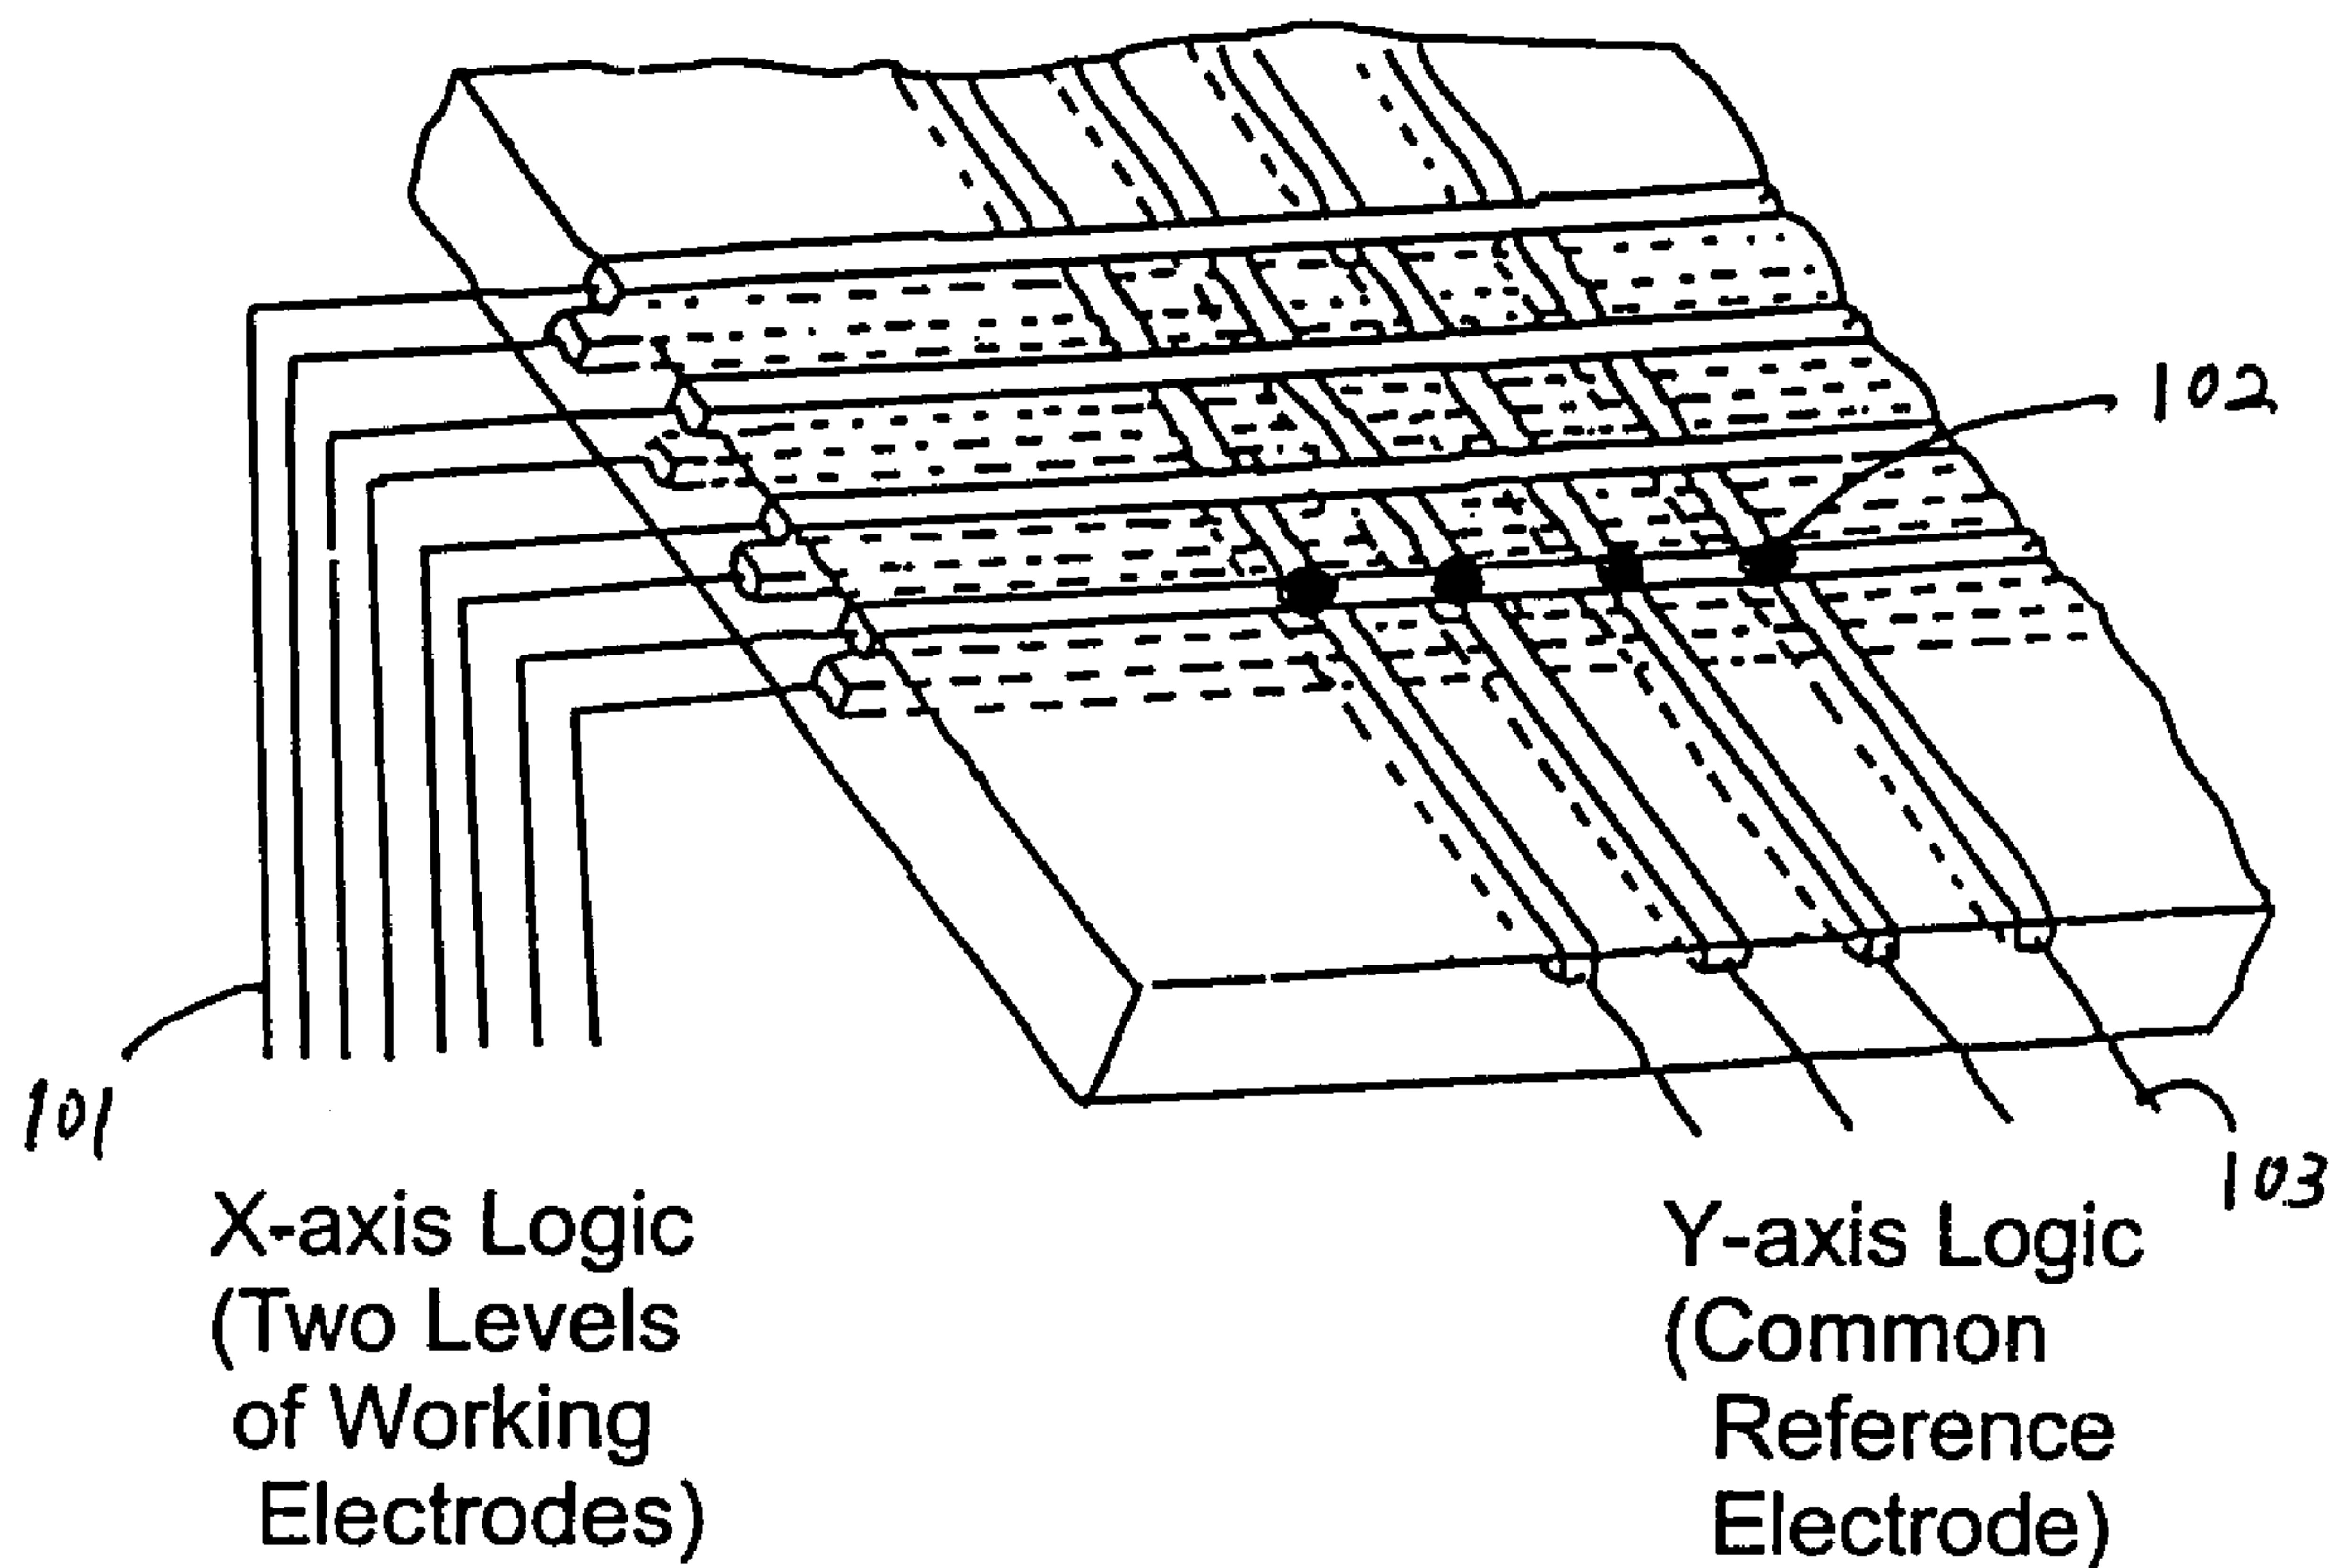 102
101
103
X-axis Logic
(Two Levels
of Working
Electrodes)
Y-axis Logic
(Common
Reference
Electrode)